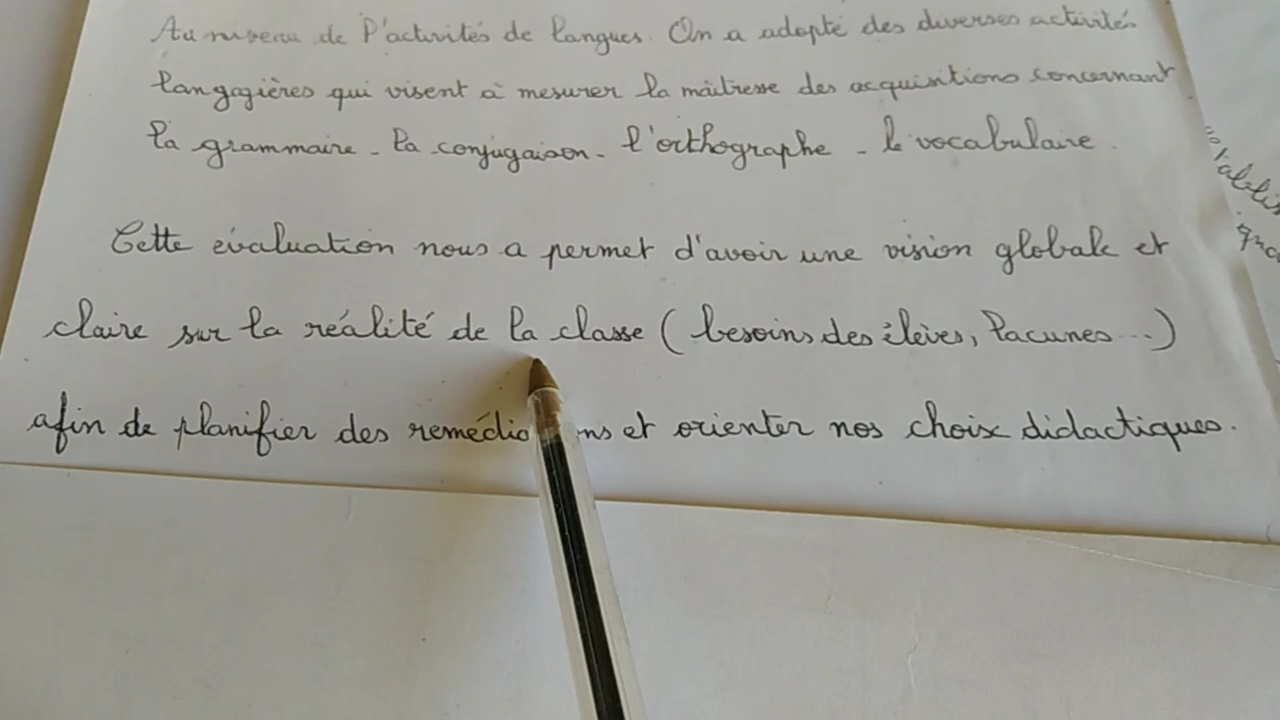 Au niveau de l'activités de langues. On a adopté des diverses activités
langagières qui visent à mesurer la maîtresse des acquisitions concernant
la grammaire - la conjugaison - l'orthographe - le vocabulaire.
Cette évaluation nous a permet d'avoir une vision globale et
claire sur la réalité de la classe ( besoins des élèves, lacunes ...)
afin de planifier des et orienter nos choix didactiques.